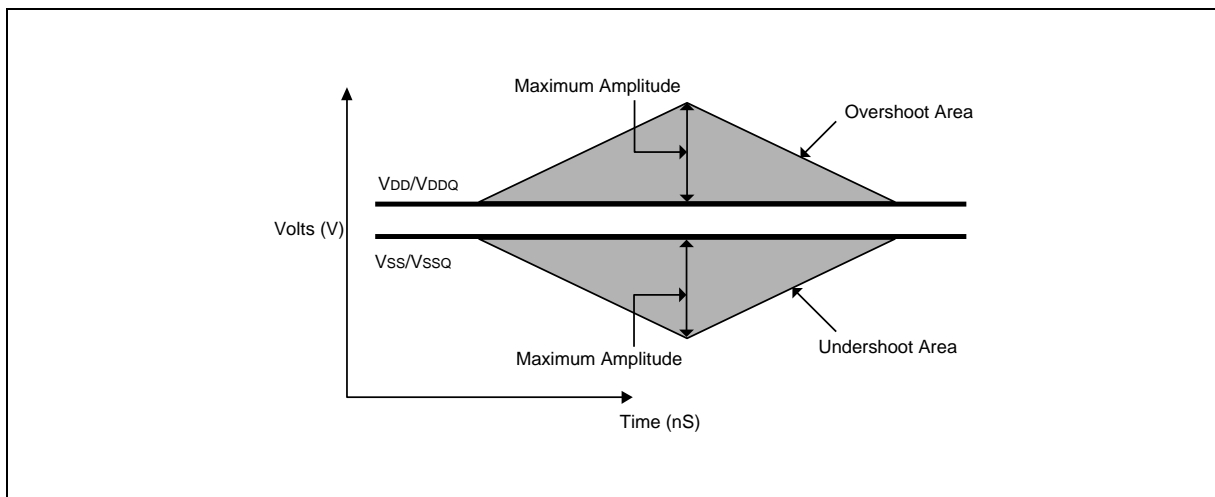 Maximum Amplitude
Overshoot Area
VDD/VDDQ
Volts (V)
VSS/VSSQ
Maximum Amplitude
Undershoot Area
Time (nS)